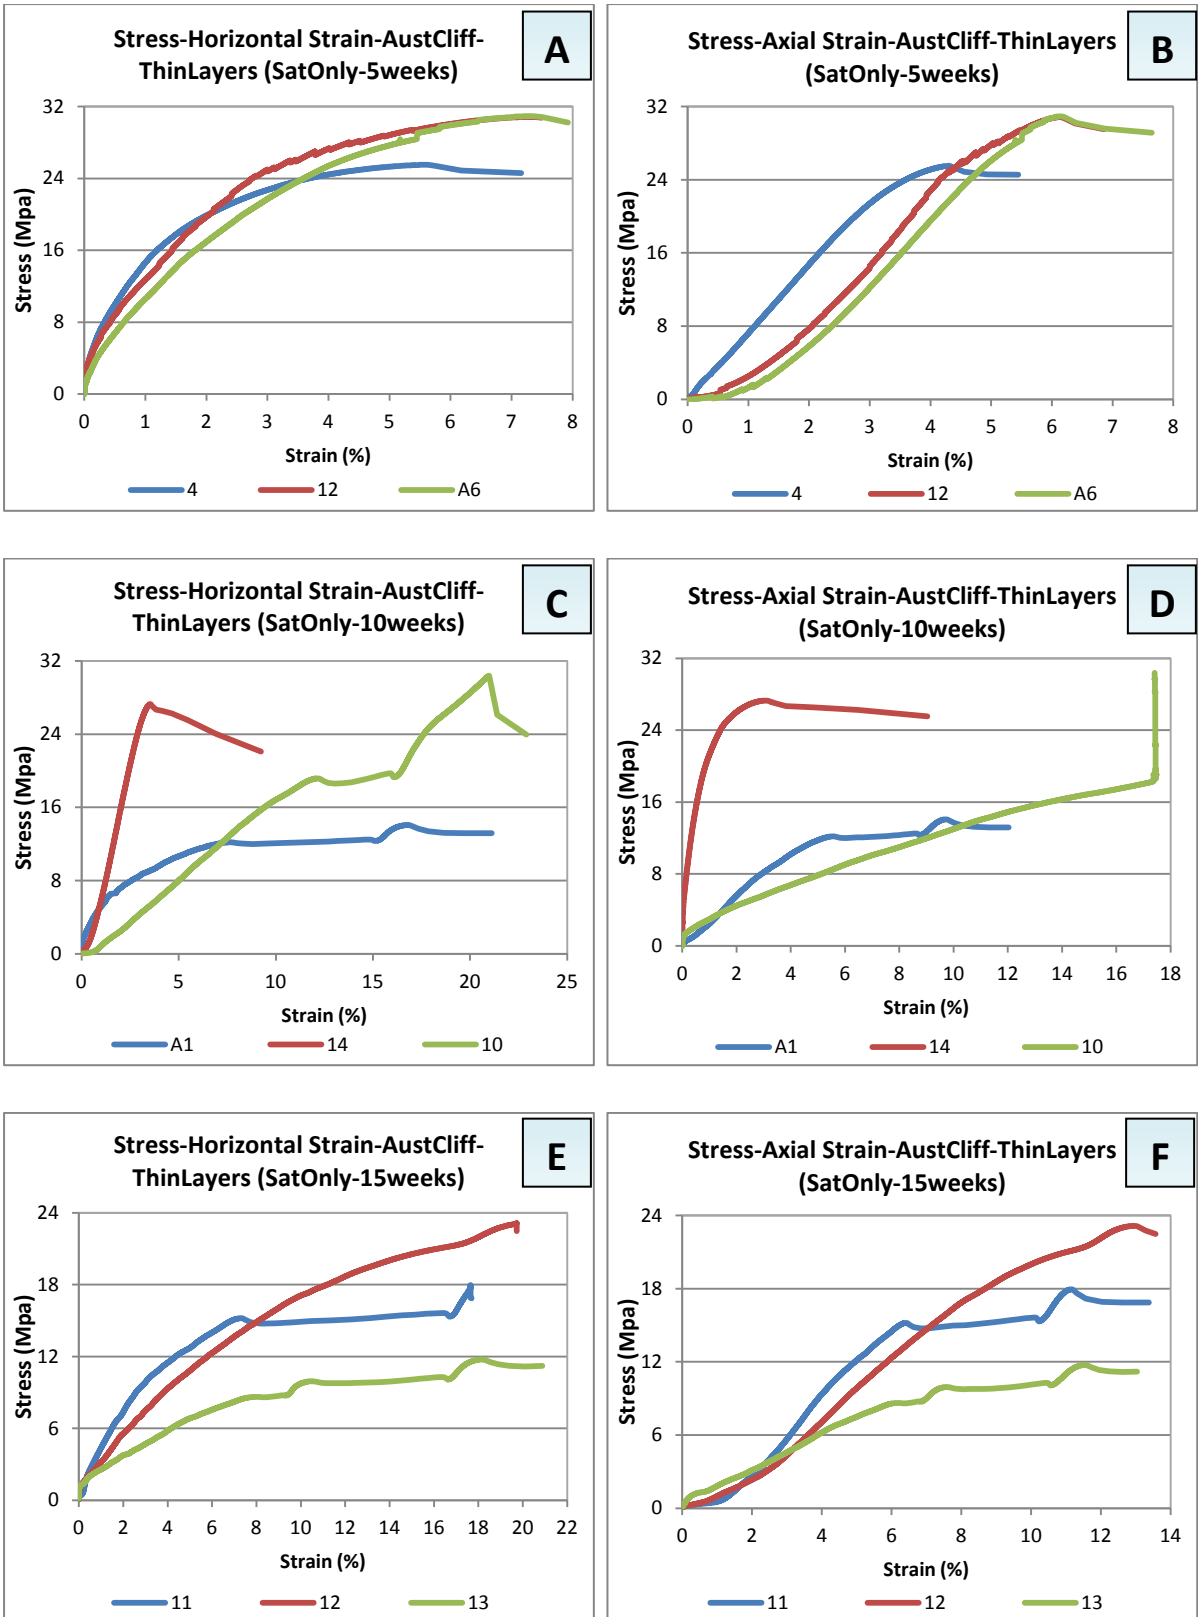 Stress-Horizontal Strain-AustCliff-
ThinLayers (SatOnly-5weeks)
A
32
24
16
8
0
Stress (Mpa)
0 1 2 3 4 5 6 7 8
Strain (%)
4 12 A6
Stress-Axial Strain-AustCliff-ThinLayers
(SatOnly-5weeks)
B
32
24
16
8
0
Stress (Mpa)
0 1 2 3 4 5 6 7 8
Strain (%)
4 12 A6
Stress-Horizontal Strain-AustCliff-
ThinLayers (SatOnly-10weeks)
C
32
24
16
8
0
Stress (Mpa)
0 5 10 15 20 25
Strain (%)
A1 14 10
Stress-Axial Strain-AustCliff-ThinLayers
(SatOnly-10weeks)
D
32
24
16
8
0
Stress (Mpa)
0 2 4 6 8 10 12 14 16 18
Strain (%)
A1 14 10
Stress-Horizontal Strain-AustCliff-
ThinLayers (SatOnly-15weeks)
E
24
18
12
6
0
Stress (Mpa)
0 2 4 6 8 10 12 14 16 18 20 22
Strain (%)
11 12 13
Stress-Axial Strain-AustCliff-ThinLayers
(SatOnly-15weeks)
F
24
18
12
6
0
Stress (Mpa)
0 2 4 6 8 10 12 14
Strain (%)
11 12 13